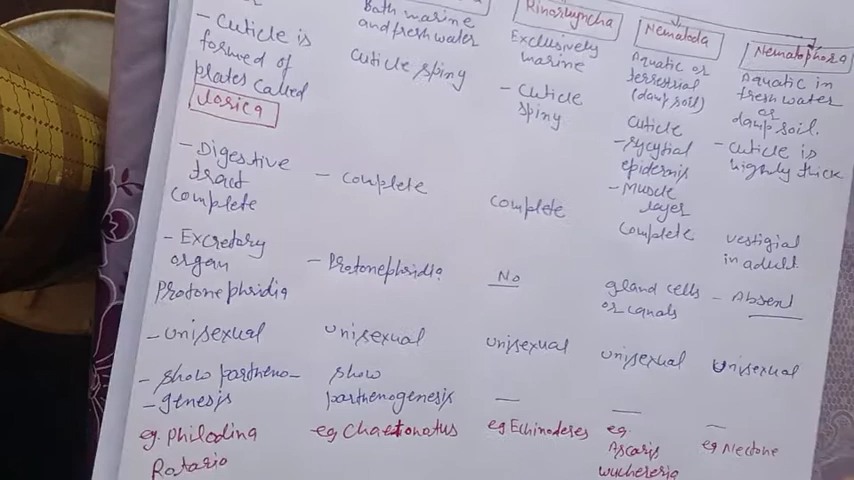 - Cuticle is
formed of
plates called
lorica
- Digestive
tract
complete
- Excretory
organ
Protonephridia
- unisexual
- show partheno-
- genesis
eg. Philodina
Rataria
Both marine
and fresh water
Cuticle spiny
- complete
- Protonephridia
unisexual
show
parthenogenesis
eg Chaetonatus
Rinorhyncha
Exclusively
marine
- Cuticle
spiny
complete
No
unisexual
—
eg Echinoderes
Nematoda
Aquatic or
terrestrial
(damp soil)
Cuticle
- sycytial
epidermis
- Muscle
layer
complete
gland cells
or canals
unisexual
—
eg.
Ascaris
wuchereria
Nematophora
Aquatic in
fresh water
or
damp soil.
- cuticle is
highly thick
vestigial
in adult
- Absent
Unisexual
—
eg Nectone